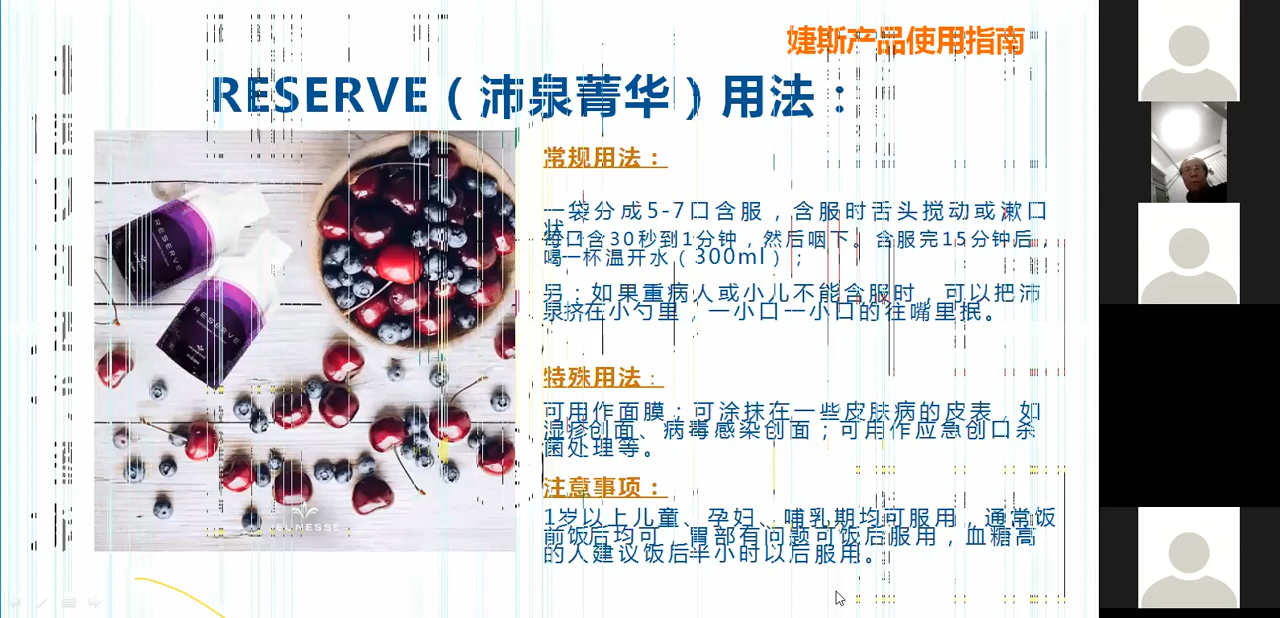 婕斯产品使用指南
RESERVE（沛泉菁华）用法：
常规用法：
一袋分成5-7口含服，含服时舌头搅动或漱口
状，
每口含30秒到1分钟，然后咽下。含服完15分钟后，
喝一杯温开水（300ml）；
另：如果重病人或小儿不能含服时，可以把沛
泉挤在小勺里，一小口一小口的往嘴里抿。
特殊用法：
可用作面膜；可涂抹在一些皮肤病的皮表，如
湿疹创面、病毒感染创面；可用作应急创口杀
菌处理等。
注意事项：
1岁以上儿童、孕妇、哺乳期均可服用，通常饭
前饭后均可，胃部有问题可饭后服用，血糖高
的人建议饭后半小时以后服用。
RESERVE
RESERVE
JEUNESSE